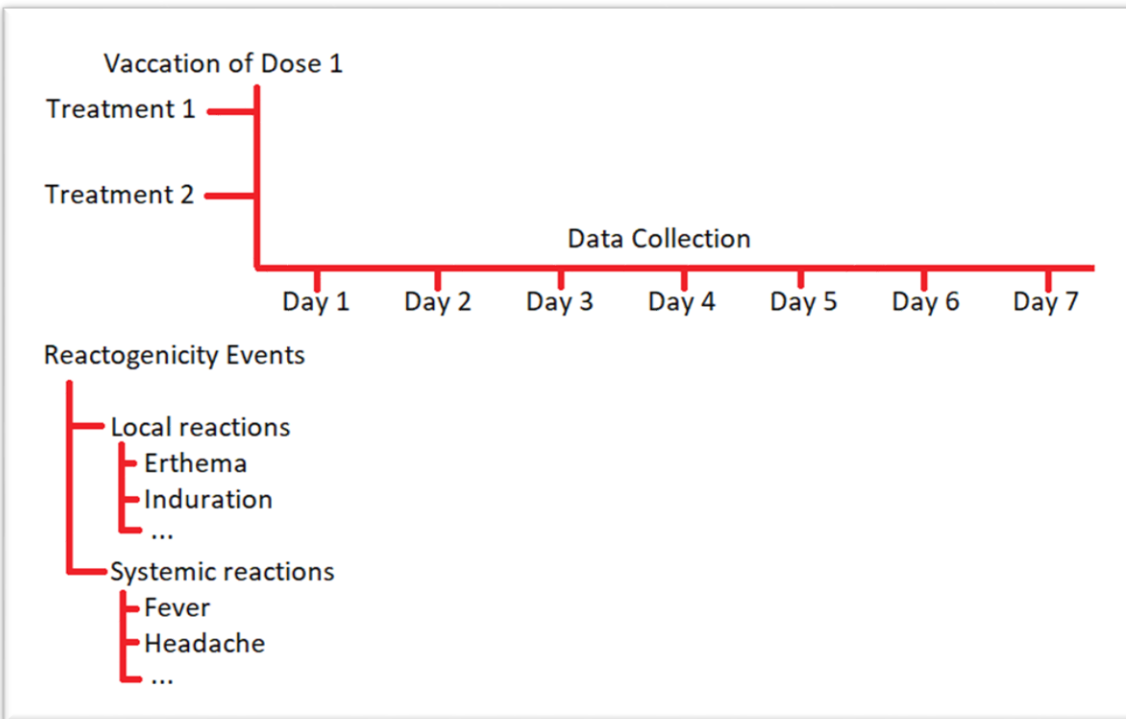 Vaccation of Dose 1
Treatment 1
Treatment 2
Data Collection
Day 1 Day 2 Day 3 Day 4 Day 5 Day 6 Day 7
Reactogenicity Events
Local reactions
Erthema
Induration
...
Systemic reactions
Fever
Headache
...